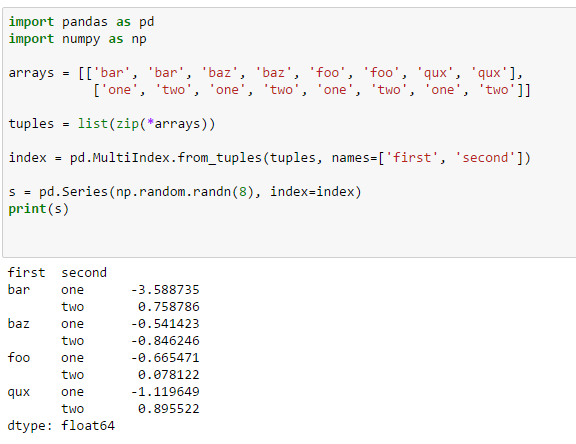 import pandas as pd
import numpy as np
arrays = [['bar', 'bar', 'baz', 'baz', 'foo', 'foo', 'qux', 'qux'],
['one', 'two', 'one', 'two', 'one', 'two', 'one', 'two']]
tuples = list(zip(*arrays))
index = pd.MultiIndex.from_tuples(tuples, names=['first', 'second'])
s = pd.Series(np.random.randn(8), index=index)
print(s)
first  second
bar    one      -3.588735
two       0.758786
baz    one      -0.541423
two      -0.846246
foo    one      -0.665471
two       0.078122
qux    one      -1.119649
two       0.895522
dtype: float64